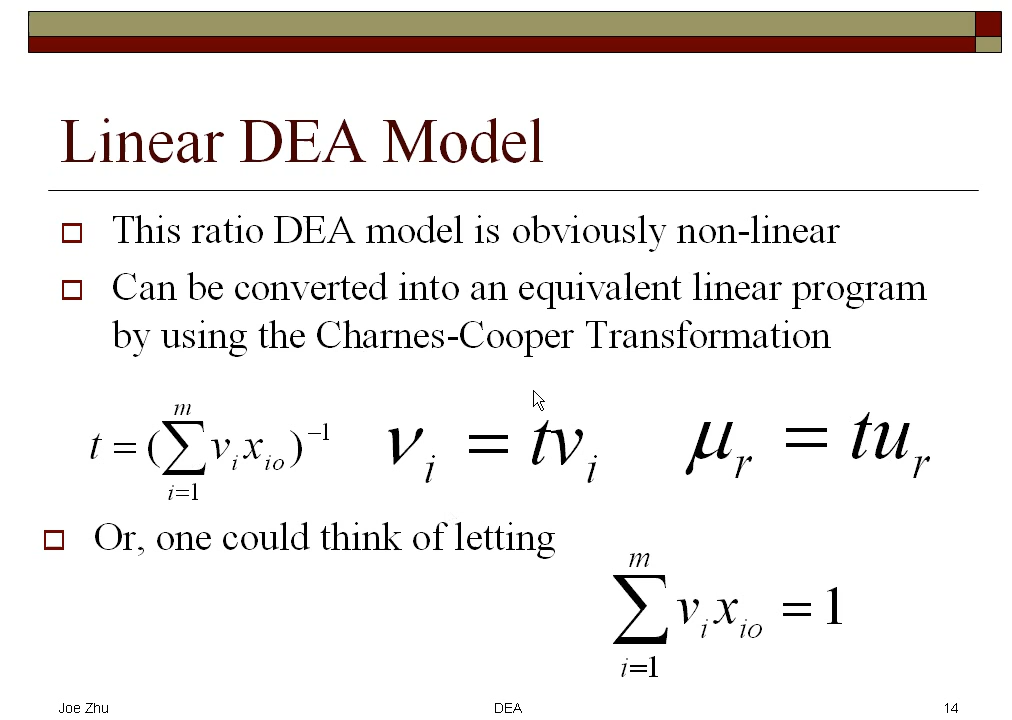 Linear DEA Model
This ratio DEA model is obviously non-linear
Can be converted into an equivalent linear program
by using the Charnes-Cooper Transformation
t = (∑_{i=1}^{m} v_i x_{io})^{-1} ν_i = tv_i μ_r = tu_r
Or, one could think of letting
∑_{i=1}^{m} v_i x_{io} = 1
Joe Zhu DEA 14